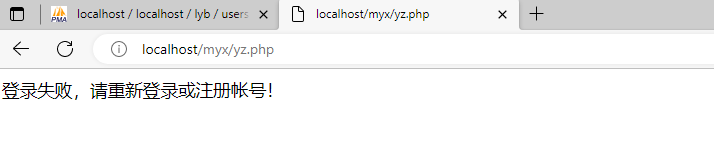 PMA
localhost / localhost / lyb / users
localhost/myx/yz.php
localhost/myx/yz.php
登录失败，请重新登录或注册帐号！